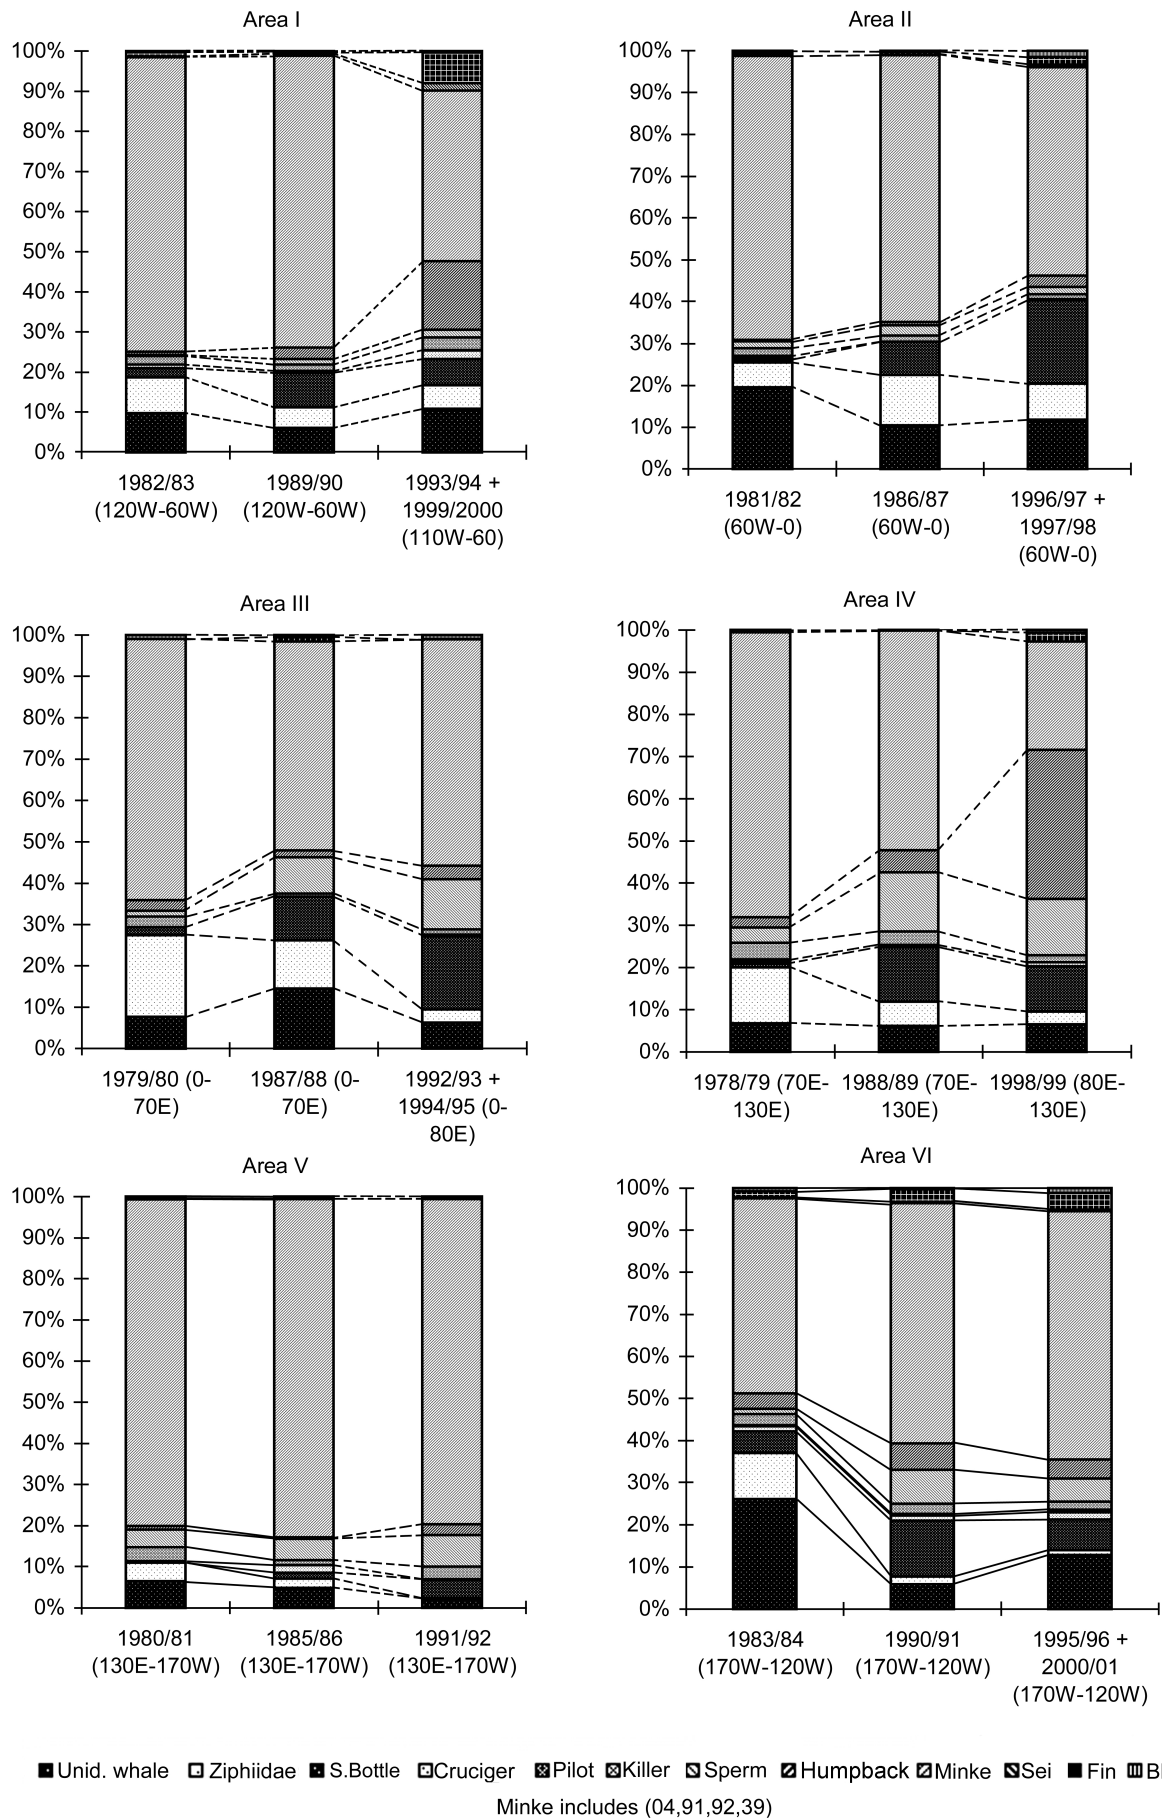 Area I
100%
90%
80%
70%
60%
50%
40%
30%
20%
10%
0%
1982/83
(120W-60W)
1989/90
(120W-60W)
1993/94 +
1999/2000
(110W-60)
Area II
100%
90%
80%
70%
60%
50%
40%
30%
20%
10%
0%
1981/82
(60W-0)
1986/87
(60W-0)
1996/97 +
1997/98
(60W-0)
Area III
100%
90%
80%
70%
60%
50%
40%
30%
20%
10%
0%
1979/80 (0-
70E)
1987/88 (0-
70E)
1992/93 +
1994/95 (0-
80E)
Area IV
100%
90%
80%
70%
60%
50%
40%
30%
20%
10%
0%
1978/79 (70E-
130E)
1988/89 (70E-
130E)
1998/99 (80E-
130E)
Area V
100%
90%
80%
70%
60%
50%
40%
30%
20%
10%
0%
1980/81
(130E-170W)
1985/86
(130E-170W)
1991/92
(130E-170W)
Area VI
100%
90%
80%
70%
60%
50%
40%
30%
20%
10%
0%
1983/84
(170W-120W)
1990/91
(170W-120W)
1995/96 +
2000/01
(170W-120W)
Unid. whale Ziphiidae S.Bottle Cruciger Pilot Killer Sperm Humpback Minke Sei Fin
Minke includes (04,91,92,39)